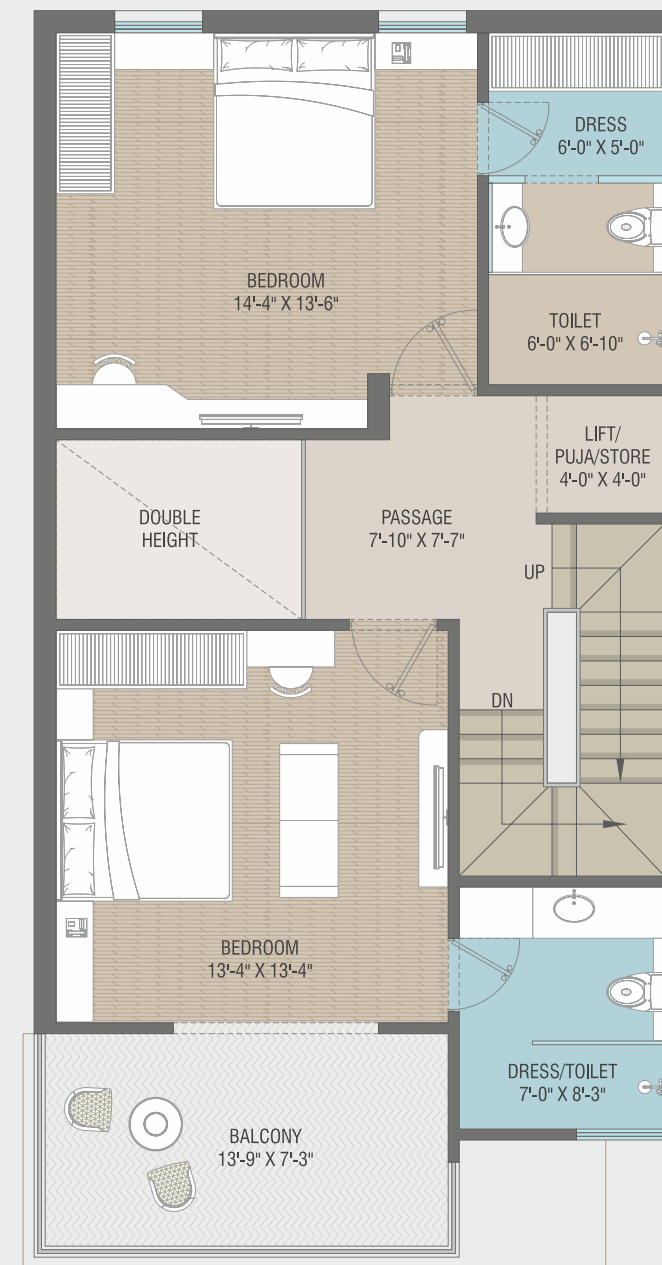 DRESS
6'-0" X 5'-0"
BEDROOM
14'-4" X 13'-6"
TOILET
6'-0" X 6'-10"
LIFT/
PUJA/STORE
4'-0" X 4'-0"
DOUBLE
HEIGHT
PASSAGE
7'-10" X 7'-7"
UP
DN
BEDROOM
13'-4" X 13'-4"
DRESS/TOILET
7'-0" X 8'-3"
BALCONY
13'-9" X 7'-3"